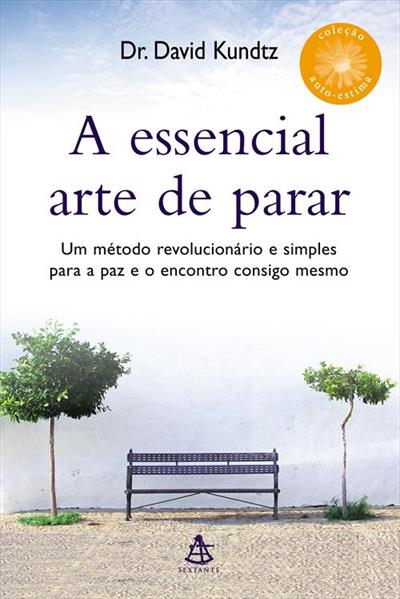 Dr. David Kundtz
coleção
auto-estima
A essencial
arte de parar
Um método revolucionário e simples
para a paz e o encontro consigo mesmo
SEXTANTE